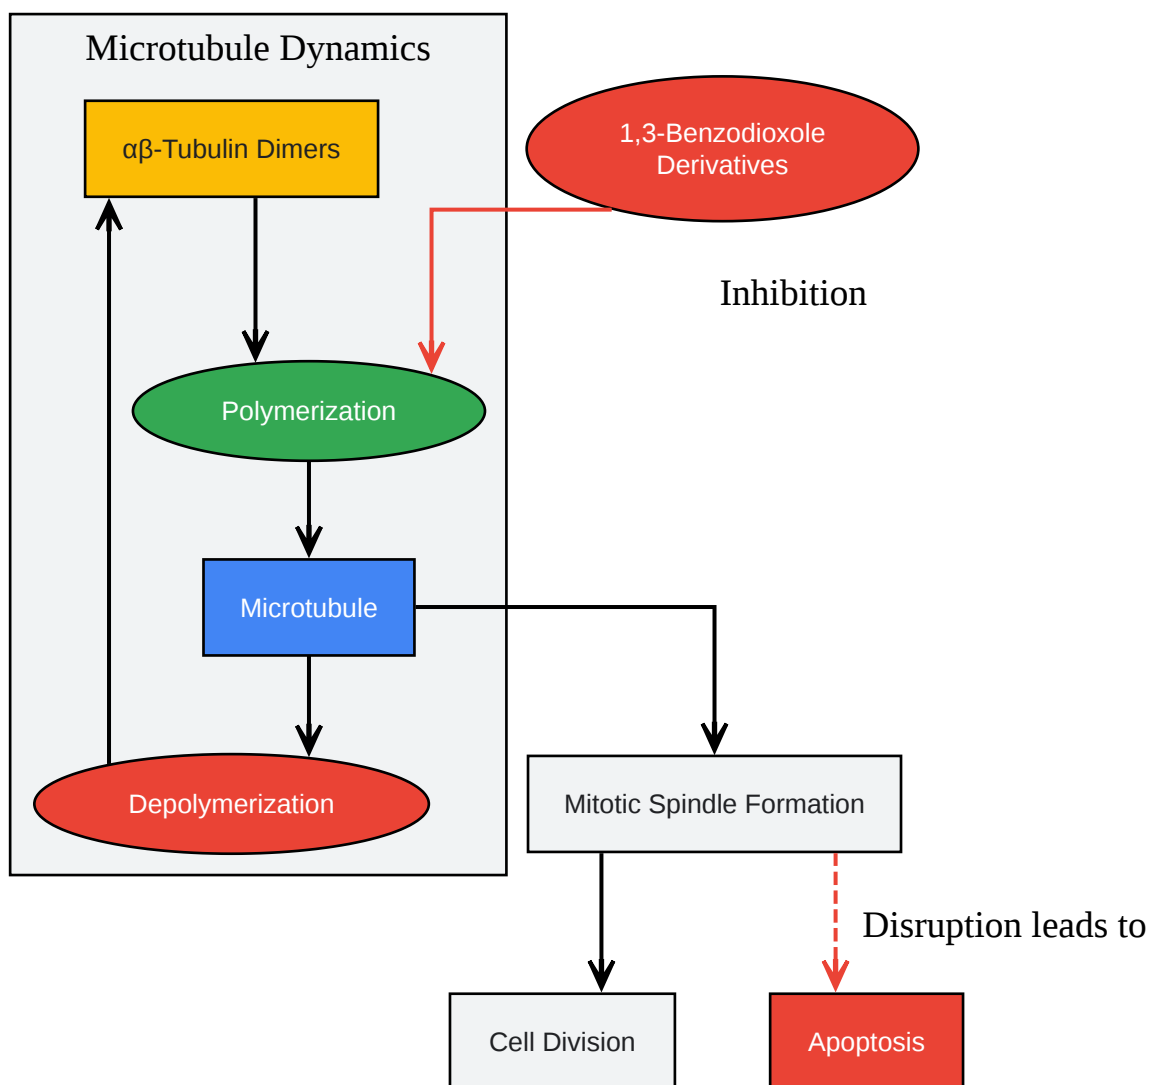 Microtubule Dynamics
αβ-Tubulin Dimers
1,3-Benzodioxole
Derivatives
Inhibition
Polymerization
Microtubule
Depolymerization
Mitotic Spindle Formation
Disruption leads to
Cell Division
Apoptosis